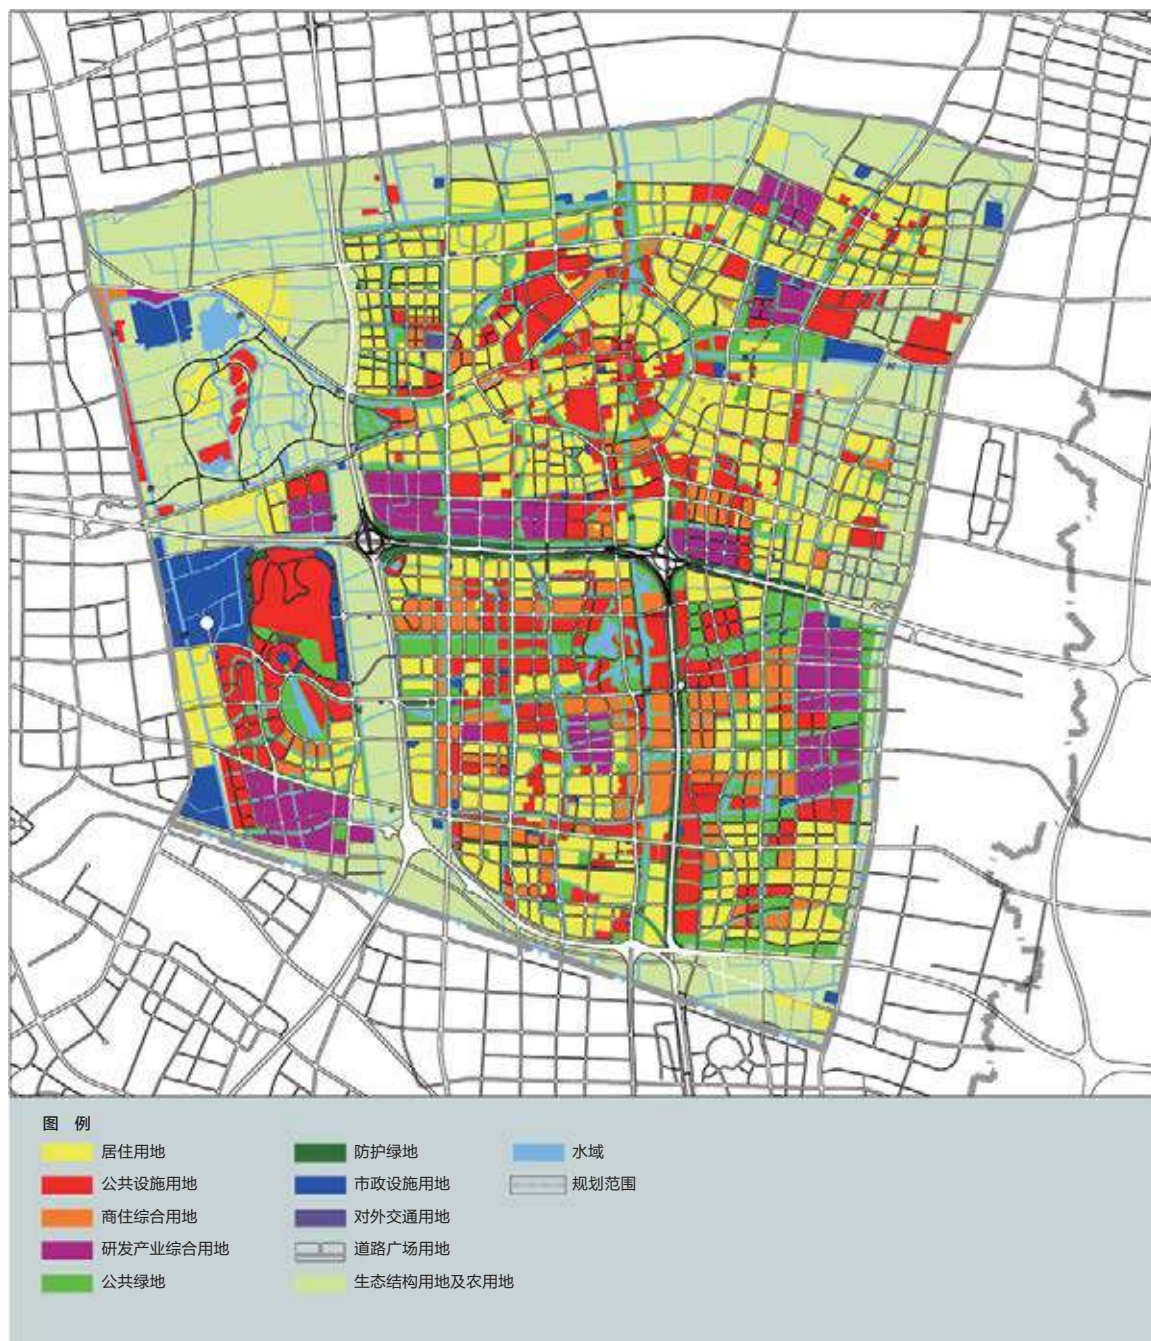 图 例
居住用地
公共设施用地
商住综合用地
研发产业综合用地
公共绿地
防护绿地
市政设施用地
对外交通用地
道路广场用地
生态结构用地及农用地
水域
规划范围